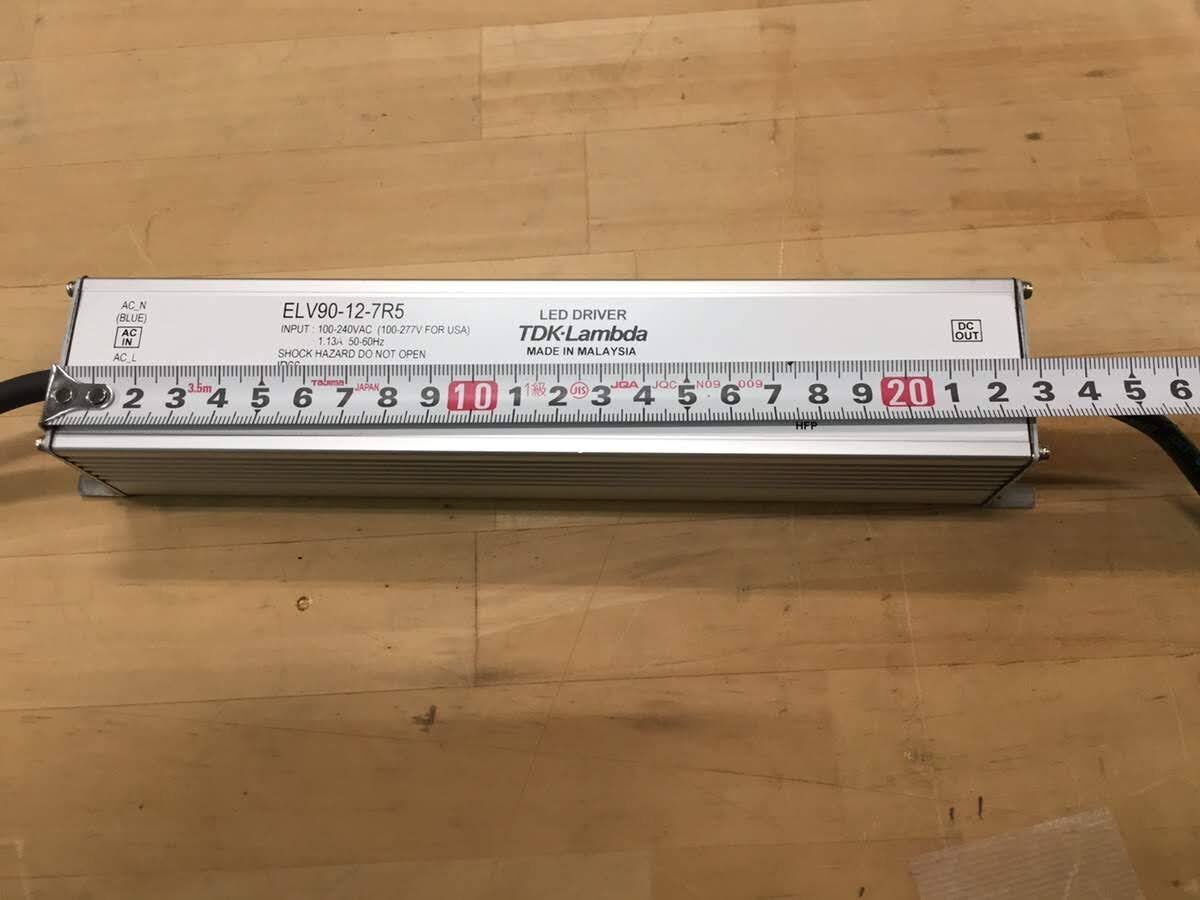 AC_N
(BLUE)
AC
IN
AC_L
ELV90-12-7R5
INPUT : 100-240VAC (100-277V FOR USA)
1.13A 50-60Hz
SHOCK HAZARD DO NOT OPEN
LED DRIVER
TDK·Lambda
MADE IN MALAYSIA
DC
OUT
3.5m Tajima JAPAN 1級 JIS JQA JQC N09 009
2 3 4 5 6 7 8 9 10 1 2 3 4 5 6 7 8 9 20 1 2 3 4 5 6
HFP